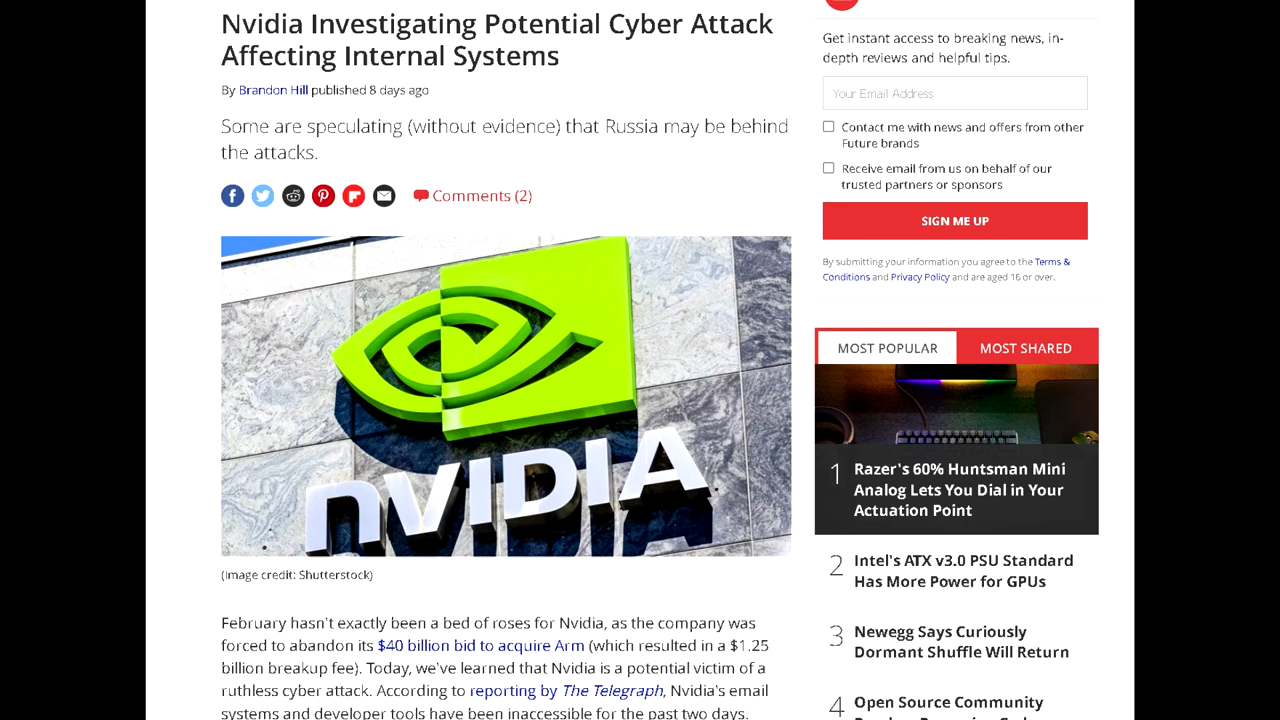 Nvidia Investigating Potential Cyber Attack
Affecting Internal Systems
By Brandon Hill published 8 days ago
Some are speculating (without evidence) that Russia may be behind
the attacks.
Comments (2)
nVIDIA
(Image credit: Shutterstock)
February hasn't exactly been a bed of roses for Nvidia, as the company was
forced to abandon its $40 billion bid to acquire Arm (which resulted in a $1.25
billion breakup fee). Today, we've learned that Nvidia is a potential victim of a
ruthless cyber attack. According to reporting by The Telegraph, Nvidia's email
systems and developer tools have been inaccessible for the past two days.
Get instant access to breaking news, in-
depth reviews and helpful tips.
Your Email Address
Contact me with news and offers from other
Future brands
Receive email from us on behalf of our
trusted partners or sponsors
SIGN ME UP
By submitting your information you agree to the Terms &
Conditions and Privacy Policy and are aged 16 or over.
MOST POPULAR
MOST SHARED
1 Razer's 60% Huntsman Mini
Analog Lets You Dial in Your
Actuation Point
2 Intel's ATX v3.0 PSU Standard
Has More Power for GPUs
3 Newegg Says Curiously
Dormant Shuffle Will Return
4 Open Source Community